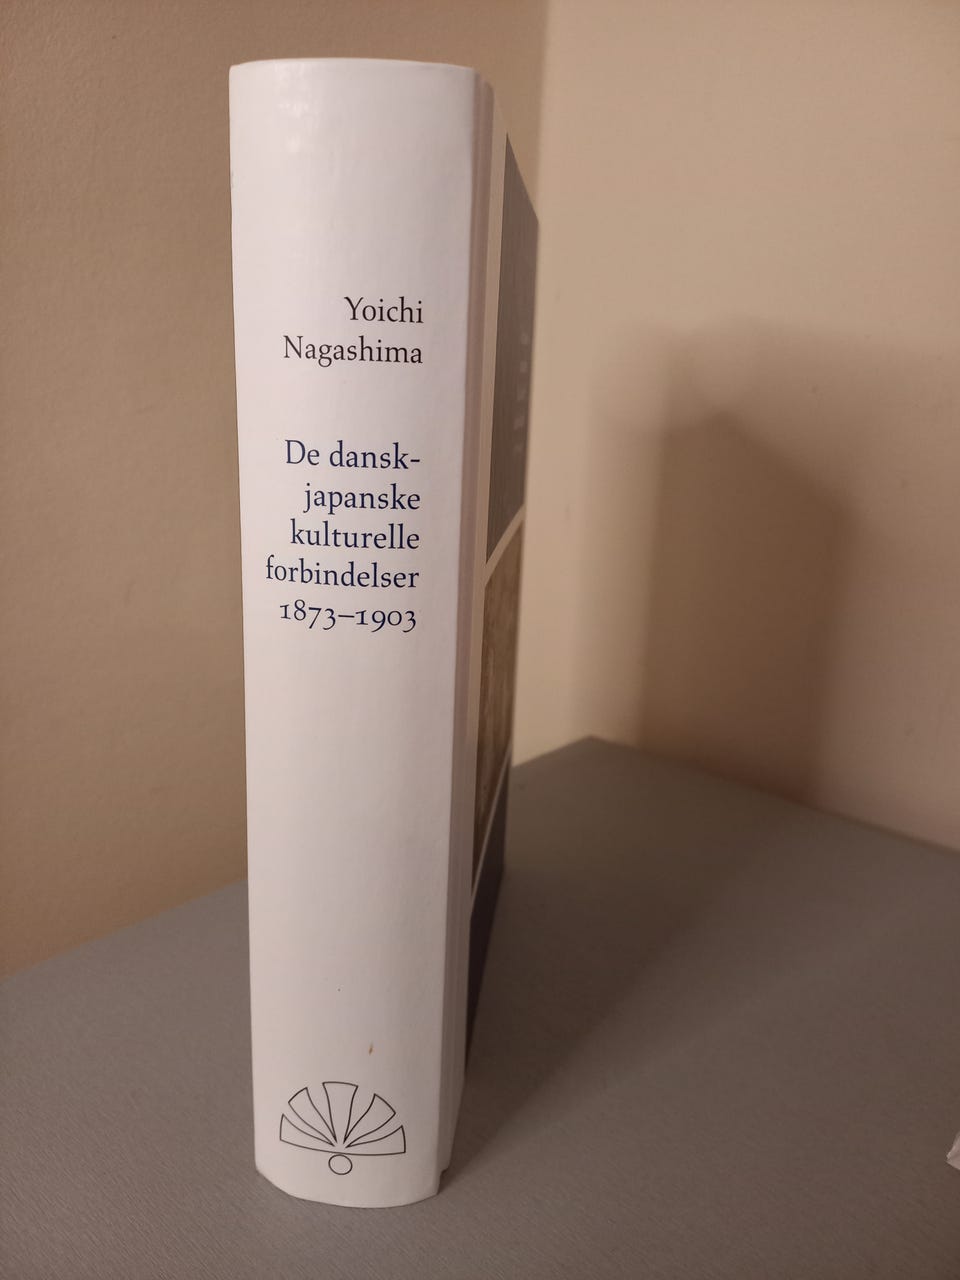 Yoichi
Nagashima
De dansk-
japanske
kulturelle
forbindelser
1873–1903